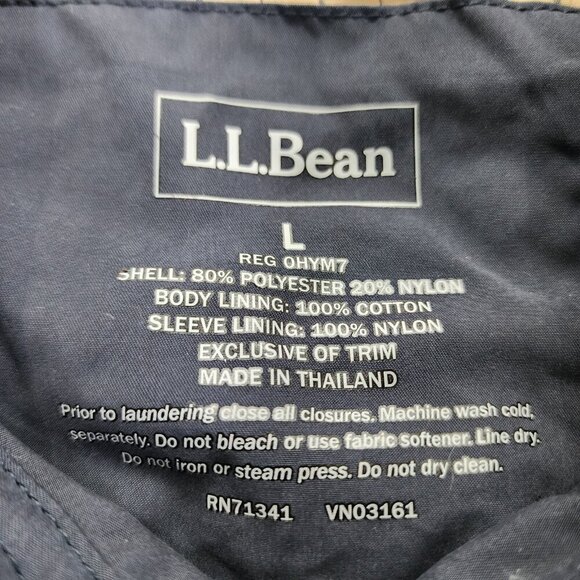 L.L.Bean
L
REG 0HYM7
SHELL: 80% POLYESTER 20% NYLON
BODY LINING: 100% COTTON
SLEEVE LINING: 100% NYLON
EXCLUSIVE OF TRIM
MADE IN THAILAND
Prior to laundering close all closures. Machine wash cold,
separately. Do not bleach or use fabric softener. Line dry.
Do not iron or steam press. Do not dry clean.
RN71341 VN03161